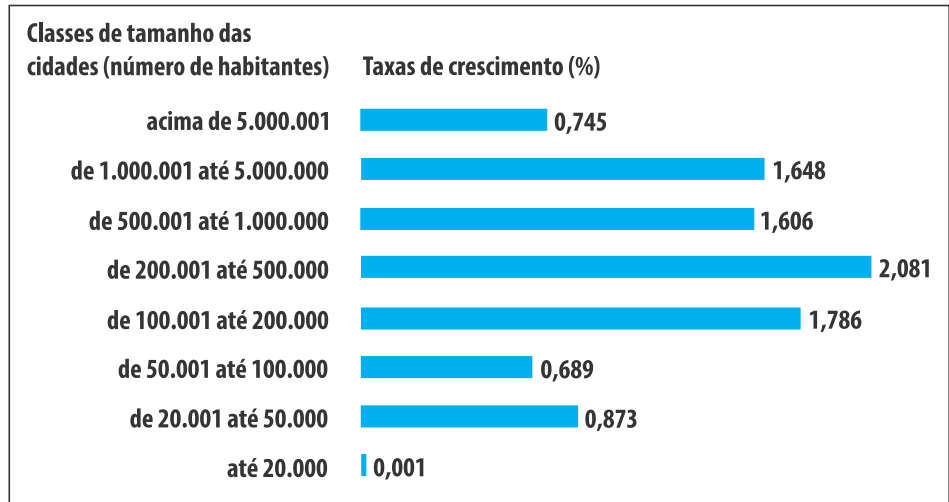 Classes de tamanho das
cidades (número de habitantes) Taxas de crescimento (%)
acima de 5.000.001 0,745
de 1.000.001 até 5.000.000 1,648
de 500.001 até 1.000.000 1,606
de 200.001 até 500.000 2,081
de 100.001 até 200.000 1,786
de 50.001 até 100.000 0,689
de 20.001 até 50.000 0,873
até 20.000 0,001